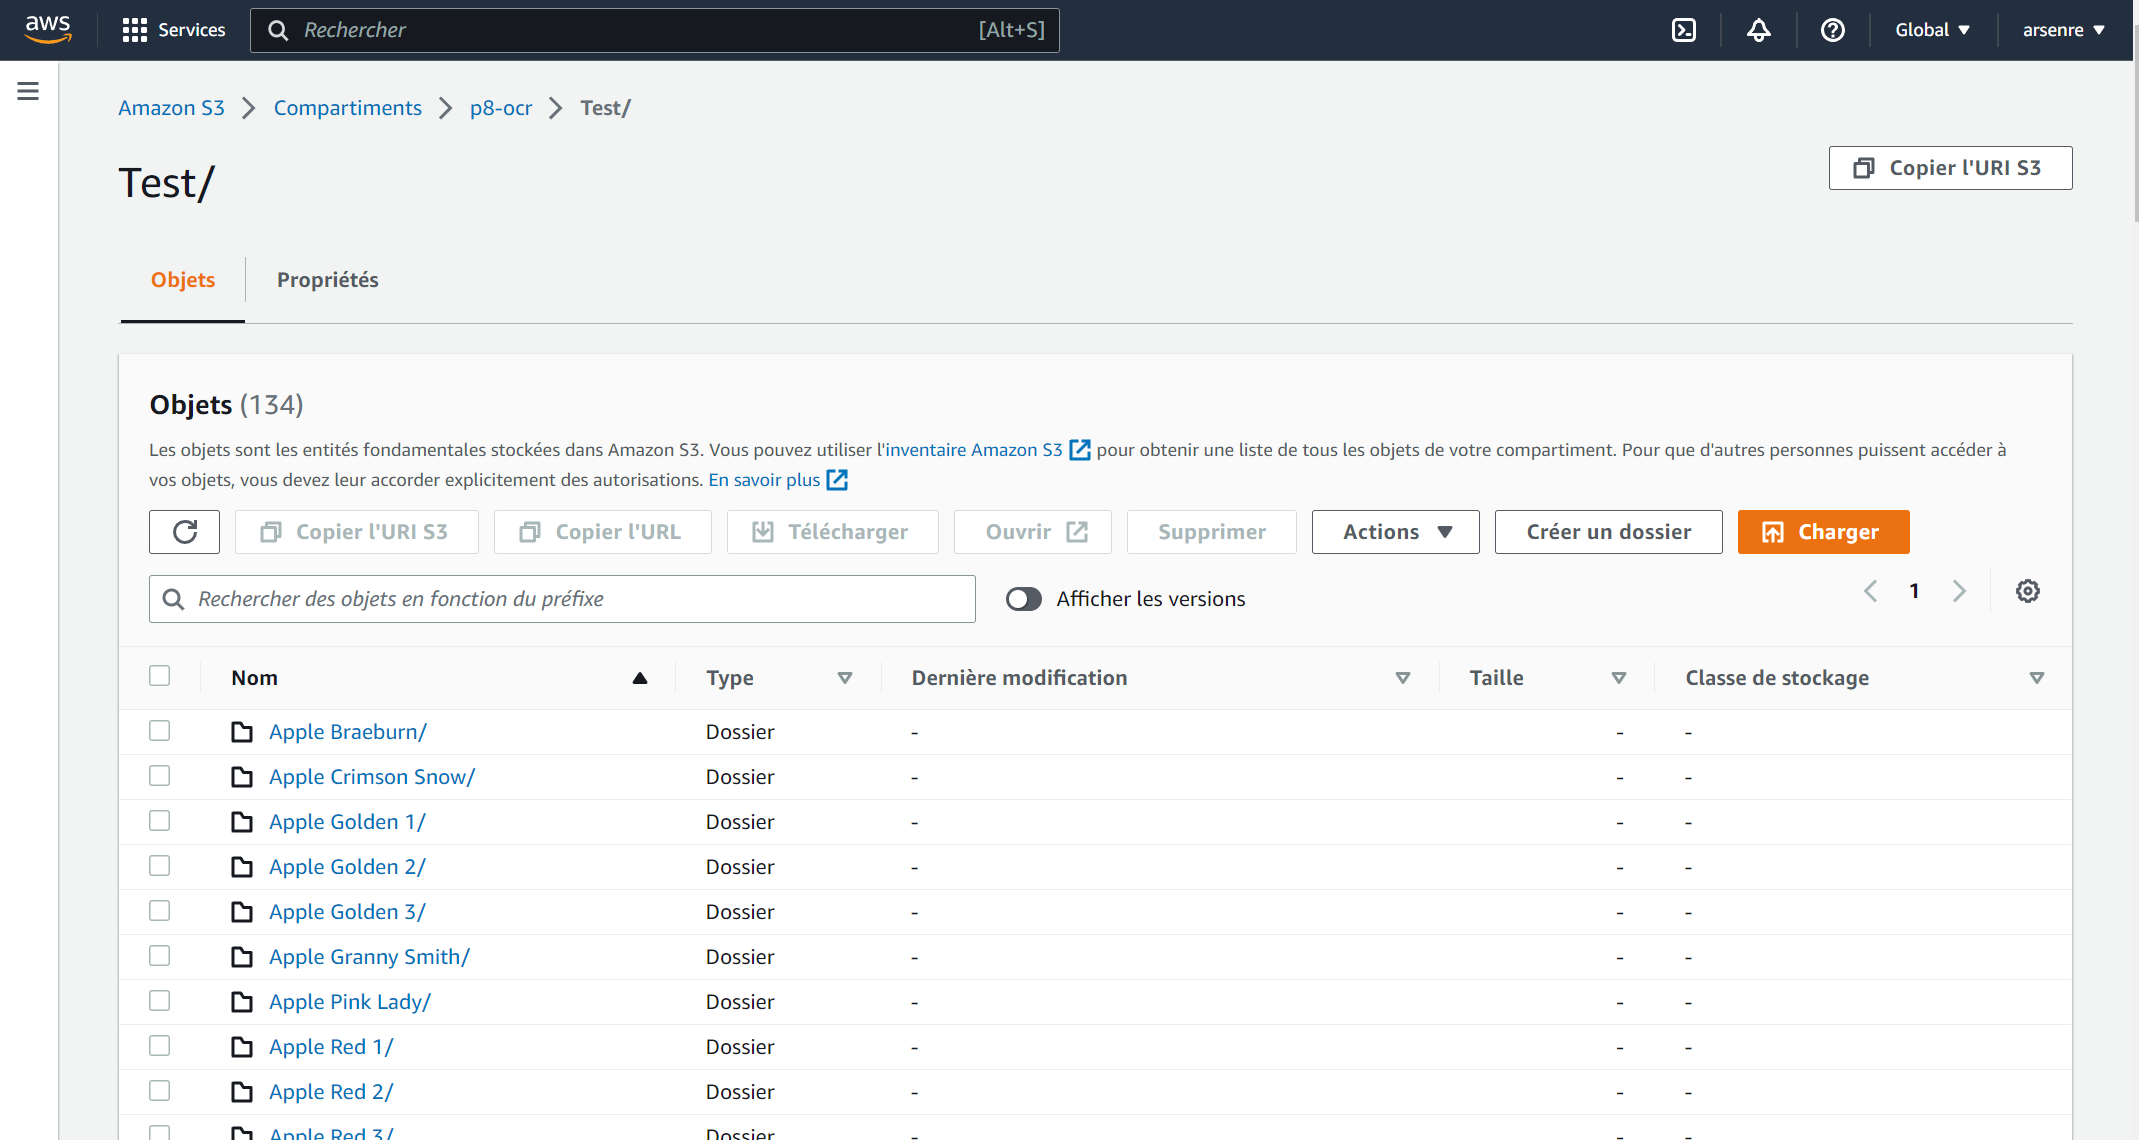 aws Services Rechercher [Alt+S] Global arsenre
Amazon S3 Compartiments p8-ocr Test/
Test/
Copier l'URI S3
Objets Propriétés
Objets (134)
Les objets sont les entités fondamentales stockées dans Amazon S3. Vous pouvez utiliser l'inventaire Amazon S3 pour obtenir une liste de tous les objets de votre compartiment. Pour que d'autres personnes puissent accéder à
vos objets, vous devez leur accorder explicitement des autorisations. En savoir plus
Copier l'URI S3 Copier l'URL Télécharger Ouvrir Supprimer Actions Créer un dossier Charger
Rechercher des objets en fonction du préfixe Afficher les versions 1
Nom Type Dernière modification Taille Classe de stockage
Apple Braeburn/ Dossier - - -
Apple Crimson Snow/ Dossier - - -
Apple Golden 1/ Dossier - - -
Apple Golden 2/ Dossier - - -
Apple Golden 3/ Dossier - - -
Apple Granny Smith/ Dossier - - -
Apple Pink Lady/ Dossier - - -
Apple Red 1/ Dossier - - -
Apple Red 2/ Dossier - - -
Apple Red 3/ Dossier - - -